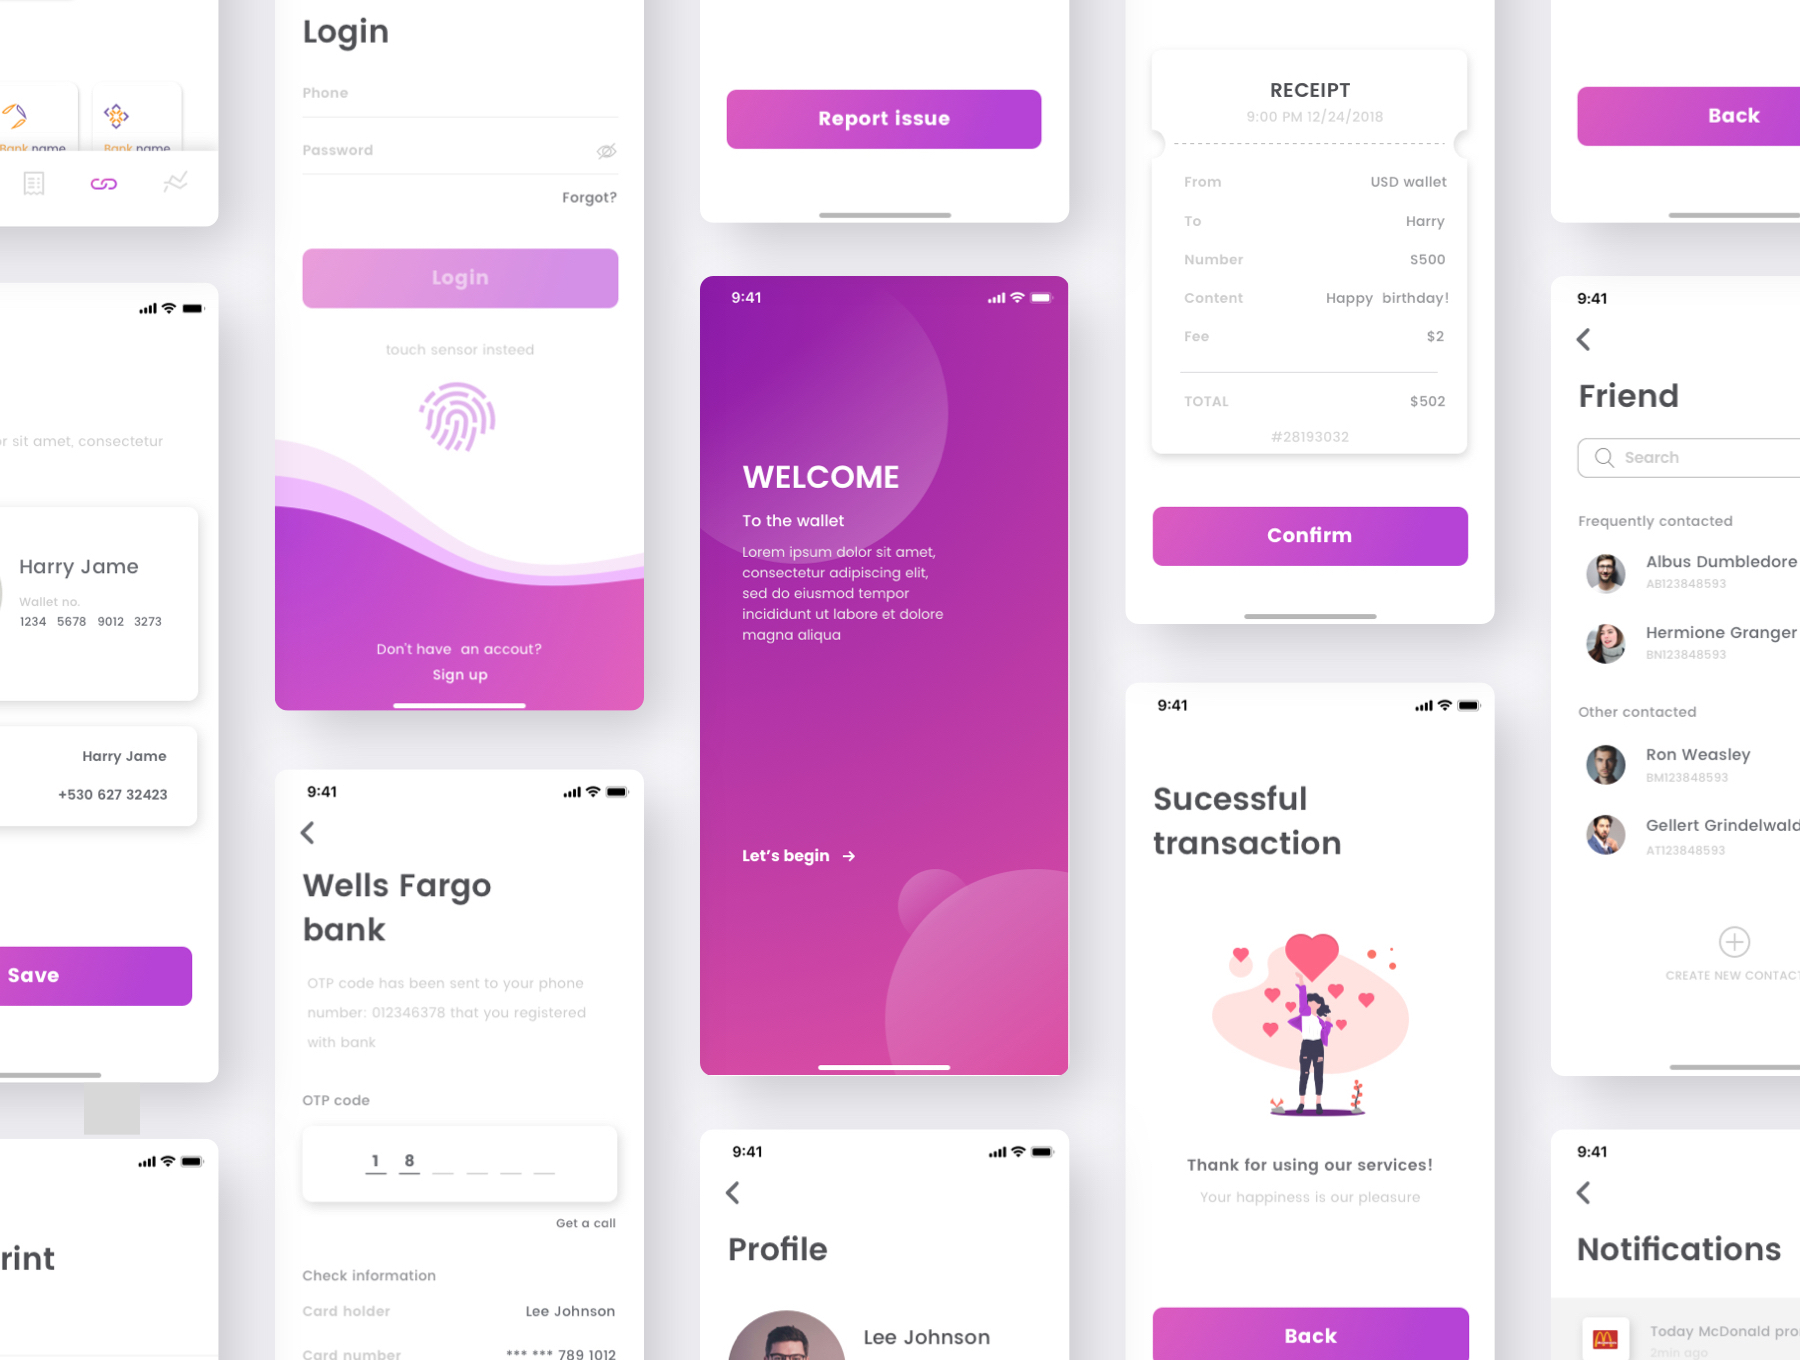 Bank name
Bank name
or sit amet, consectetur
Harry Jame
Wallet no.
1234 5678 9012 3273
Harry Jame
+530 627 32423
Save
rint
Login
Phone
Password
Forgot?
Login
touch sensor insteed
Don't have an accout?
Sign up
9:41
Wells Fargo
bank
OTP code has been sent to your phone
number: 012346378 that you registered
with bank
OTP code
1 8
Get a call
Check information
Card holder Lee Johnson
Card number *** *** 789 1012
Report issue
9:41
WELCOME
To the wallet
Lorem ipsum dolor sit amet,
consectetur adipiscing elit,
sed do eiusmod tempor
incididunt ut labore et dolore
magna aliqua
Let's begin
9:41
Profile
Lee Johnson
RECEIPT
9:00 PM 12/24/2018
From USD wallet
To Harry
Number S500
Content Happy birthday!
Fee $2
TOTAL $502
#28193032
Confirm
9:41
Sucessful
transaction
Thank for using our services!
Your happiness is our pleasure
Back
Back
9:41
Friend
Search
Frequently contacted
Albus Dumbledore
AB123848593
Hermione Granger
BN123848593
Other contacted
Ron Weasley
BM123848593
Gellert Grindelwald
AT123848593
CREATE NEW CONTACT
9:41
Notifications
Today McDonald pro
2min ago